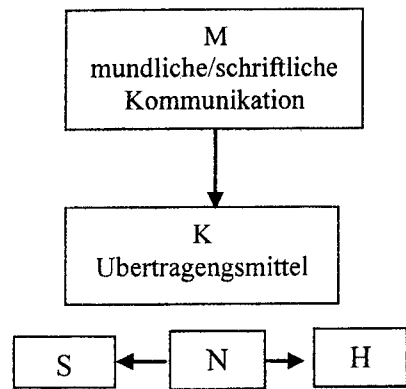 M
mundliche/schriftliche
Kommunikation
K
Ubertragengsmittel
S N H